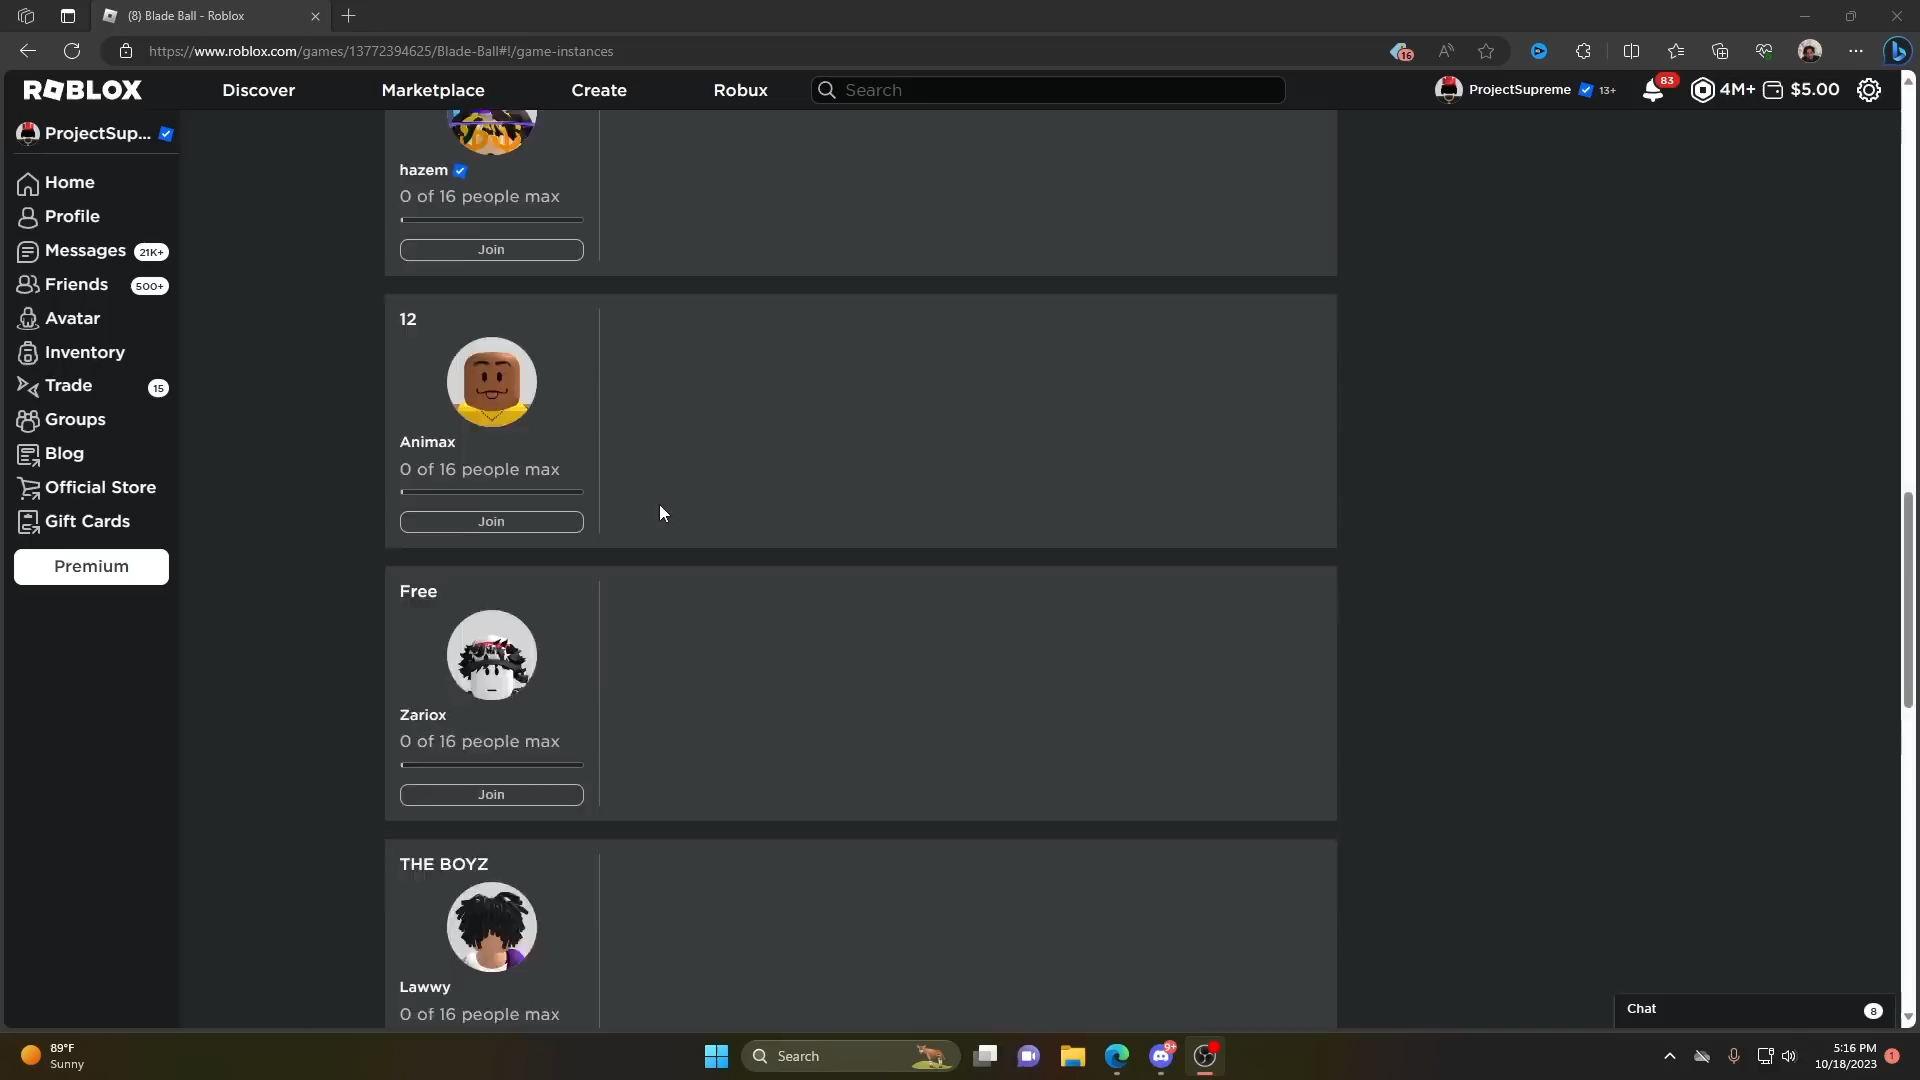 (8) Blade Ball - Roblox
https://www.roblox.com/games/13772394625/Blade-Ball#!/game-instances
16
ROBLOX
Discover
Marketplace
Create
Robux
Search
ProjectSupreme
13+
83
4M+
$5.00
ProjectSup...
Home
Profile
Messages
21K+
Friends
500+
Avatar
Inventory
Trade
15
Groups
Blog
Official Store
Gift Cards
Premium
hazem
0 of 16 people max
Join
12
Animax
0 of 16 people max
Join
Free
Zariox
0 of 16 people max
Join
THE BOYZ
Lawwy
0 of 16 people max
Chat
8
89°F
Sunny
Search
9+
5:16 PM
10/18/2023
1